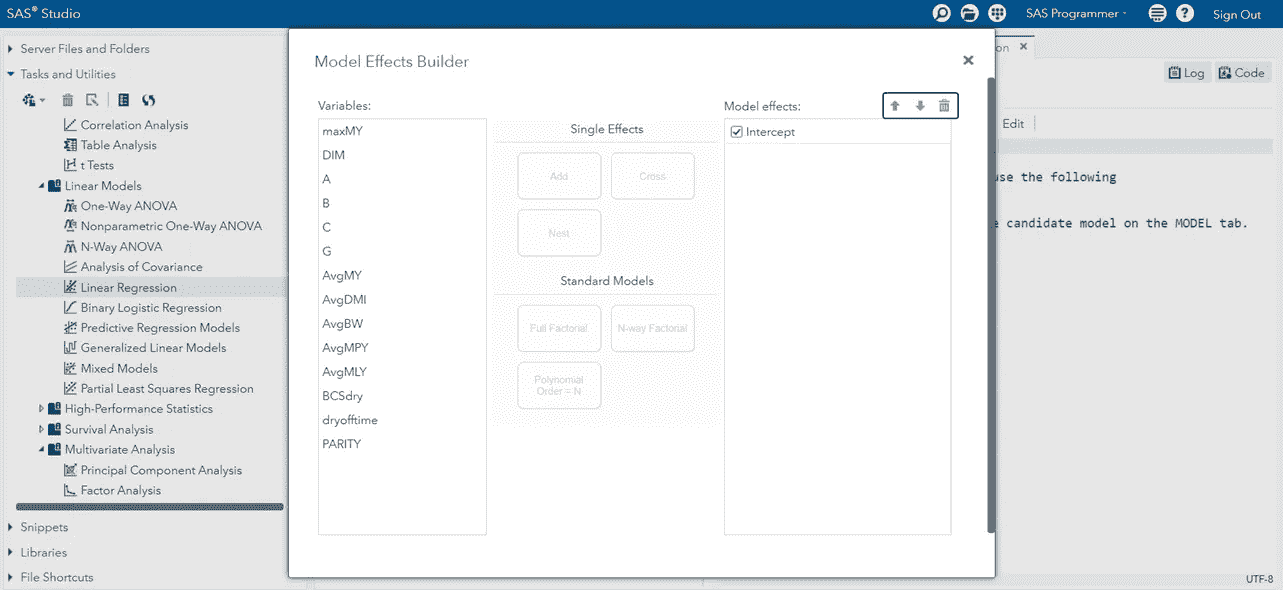 SAS® Studio
SAS Programmer
Sign Out
Server Files and Folders
Tasks and Utilities
Correlation Analysis
Table Analysis
t Tests
Linear Models
One-Way ANOVA
Nonparametric One-Way ANOVA
N-Way ANOVA
Analysis of Covariance
Linear Regression
Binary Logistic Regression
Predictive Regression Models
Generalized Linear Models
Mixed Models
Partial Least Squares Regression
High-Performance Statistics
Survival Analysis
Multivariate Analysis
Principal Component Analysis
Factor Analysis
Snippets
Libraries
File Shortcuts
Model Effects Builder
Variables:
maxMY
DIM
A
B
C
G
AvgMY
AvgDMI
AvgBW
AvgMPY
AvgMLY
BCSdry
dryofftime
PARITY
Single Effects
Add
Cross
Nest
Standard Models
Full Factorial
N-way Factorial
Polynomial
Order = N
Model effects:
Intercept
on
Log
Code
Edit
use the following
e candidate model on the MODEL tab.
UTF-8